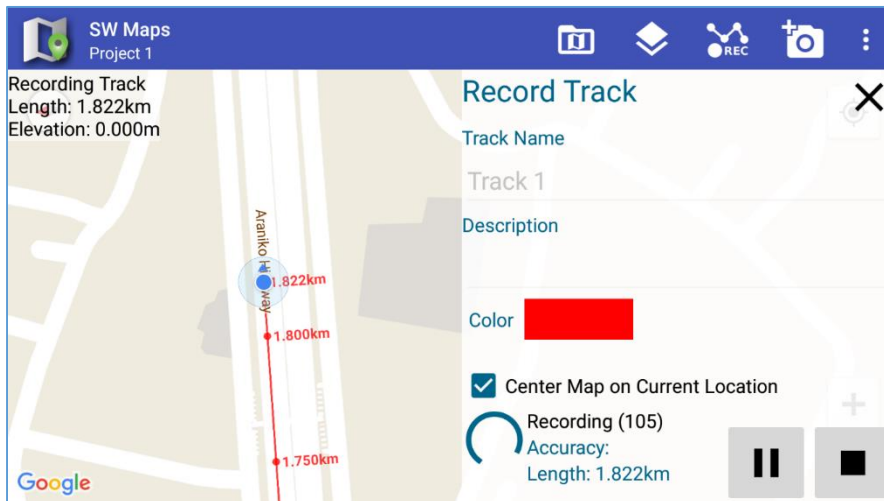 SW Maps
Project 1
REC
Recording Track
Length: 1.822km
Elevation: 0.000m
Araniko Hi way
1.822km
1.800km
1.750km
Google
Record Track
Track Name
Track 1
Description
Color
Center Map on Current Location
Recording (105)
Accuracy:
Length: 1.822km